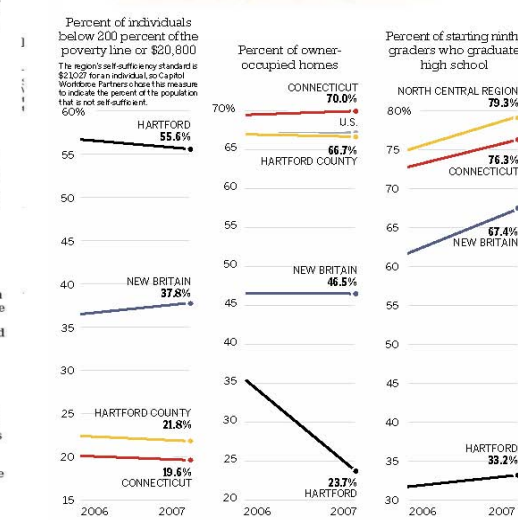 Percent of individuals
below 200 percent of the
poverty line or $20,800
The region's self-sufficiency standard is
$21,027 for an individual, so Capitol
Workforce Partners chose this measure
to indicate the percent of the population
that is not self-sufficient.
60%
HARTFORD
55.6%
55
50
45
40
NEW BRITAIN
37.8%
35
30
25
HARTFORD COUNTY
21.8%
20
19.6%
CONNECTICUT
15
2006 2007
Percent of owner-
occupied homes
CONNECTICUT
70.0%
70%
U.S.
65
66.7%
HARTFORD COUNTY
60
55
50
NEW BRITAIN
46.5%
45
40
35
30
25
23.7%
HARTFORD
20
2006 2007
Percent of starting ninth
graders who graduate
high school
NORTH CENTRAL REGION
79.3%
80%
75
76.3%
CONNECTICUT
70
65
67.4%
NEW BRITAIN
60
55
50
45
40
HARTFORD
33.2%
35
30
2006 2007